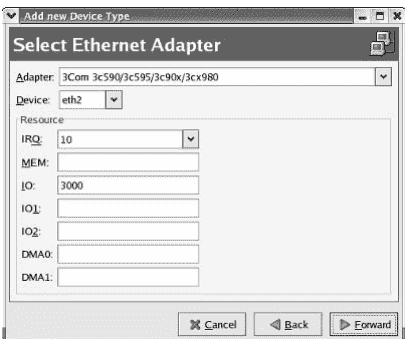 Add new Device Type
Select Ethernet Adapter
Adapter: 3Com 3c590/3c595/3c90x/3cx980
Device: eth2
Resource
IRQ: 10
MEM:
IO: 3000
IO1:
IO2:
DMA0:
DMA1:
Cancel Back Forward